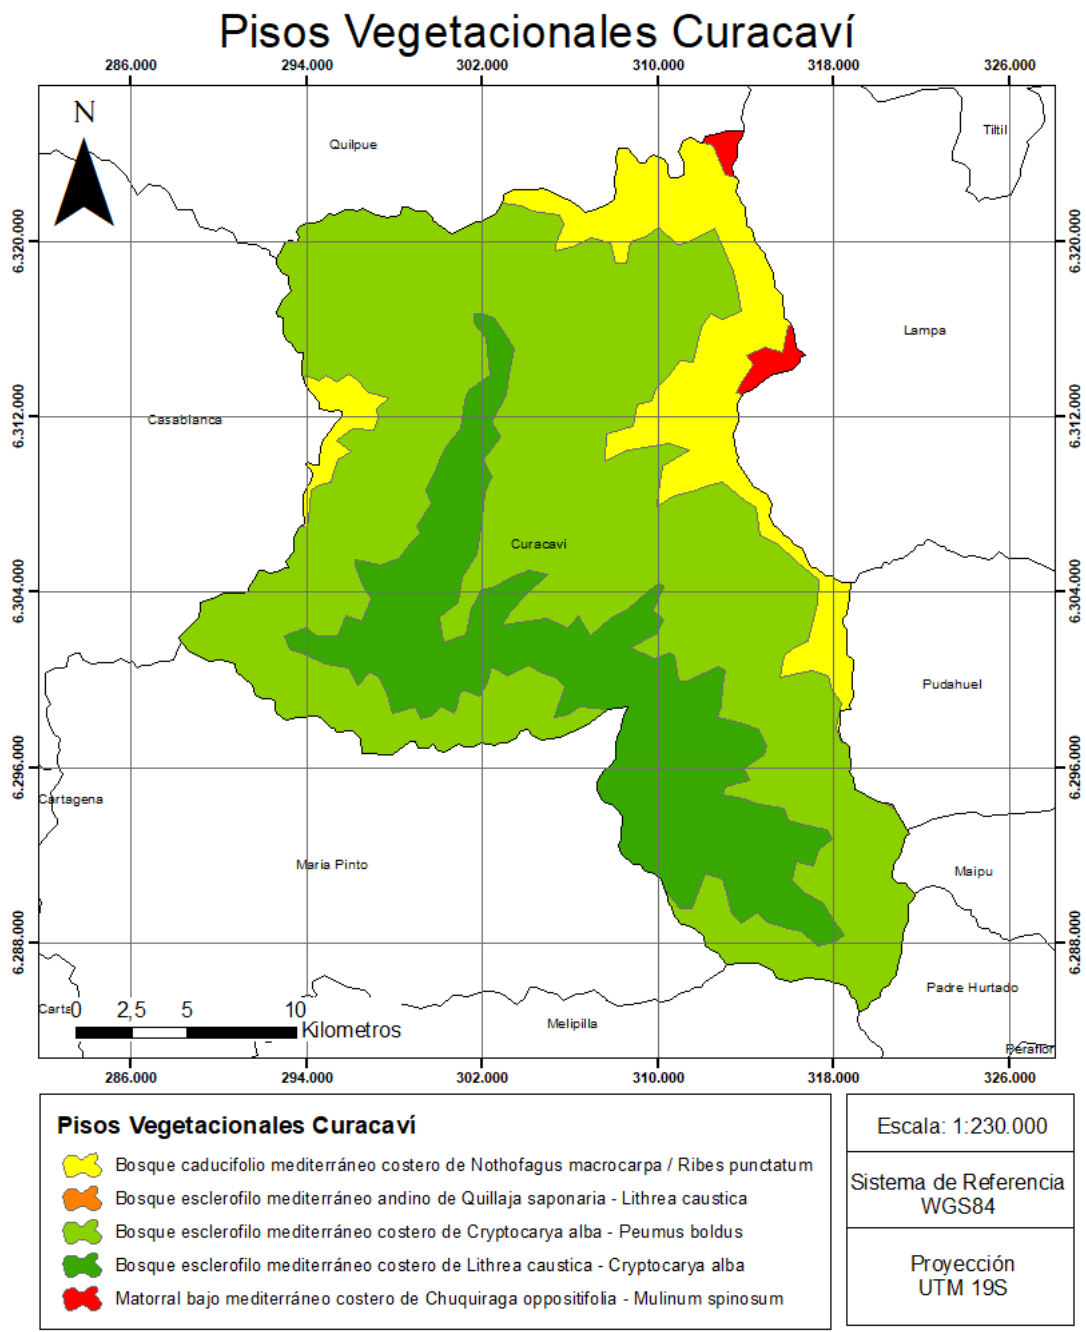 Pisos Vegetacionales Curacaví
286.000 294.000 302.000 310.000 318.000 326.000
N
Quilpue
Tiltil
6.320.000 6.320.000
Lampa
Casablanca
6.312.000 6.312.000
Curacavi
6.304.000 6.304.000
Pudahuel
6.296.000 6.296.000
Cartagena
Maria Pinto
Maipu
6.288.000 6.288.000
Padre Hurtado
Carta
0 2,5 5 10
Kilometros
Melipilla
Peraflor
286.000 294.000 302.000 310.000 318.000 326.000
Pisos Vegetacionales Curacaví
Bosque caducifolio mediterráneo costero de Nothofagus macrocarpa / Ribes punctatum
Bosque esclerofilo mediterráneo andino de Quillaja saponaria - Lithrea caustica
Bosque esclerofilo mediterráneo costero de Cryptocarya alba - Peumus boldus
Bosque esclerofilo mediterráneo costero de Lithrea caustica - Cryptocarya alba
Matorral bajo mediterráneo costero de Chuquiraga oppositifolia - Mulinum spinosum
Escala: 1:230.000
Sistema de Referencia
WGS84
Proyección
UTM 19S